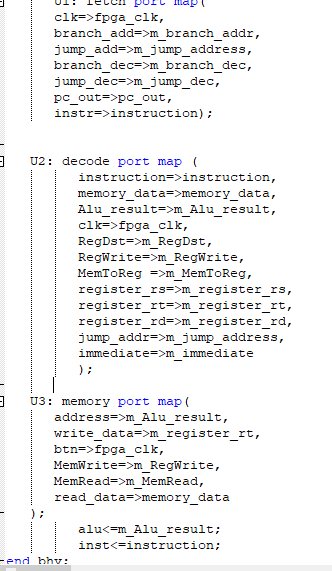 U1: fetch port map(
clk=>fpga_clk,
branch_add=>m_branch_addr,
jump_add=>m_jump_address,
branch_dec=>m_branch_dec,
jump_dec=>m_jump_dec,
pc_out=>pc_out,
instr=>instruction);
U2: decode port map (
instruction=>instruction,
memory_data=>memory_data,
Alu_result=>m_Alu_result,
clk=>fpga_clk,
RegDst=>m_RegDst,
RegWrite=>m_RegWrite,
MemToReg =>m_MemToReg,
register_rs=>m_register_rs,
register_rt=>m_register_rt,
register_rd=>m_register_rd,
jump_addr=>m_jump_address,
immediate=>m_immediate
);
U3: memory port map(
address=>m_Alu_result,
write_data=>m_register_rt,
btn=>fpga_clk,
MemWrite=>m_RegWrite,
MemRead=>m_MemRead,
read_data=>memory_data
);
alu<=m_Alu_result;
inst<=instruction;
end bhv;